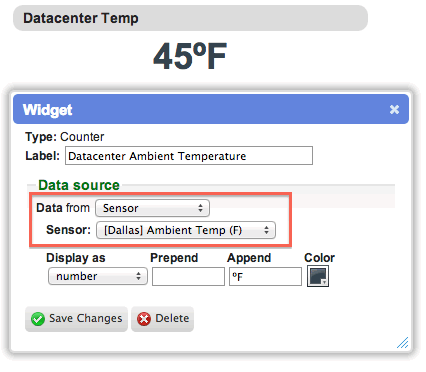 Datacenter Temp
45ºF
Widget
Type: Counter
Label: Datacenter Ambient Temperature
Data source
Data from Sensor
Sensor: [Dallas] Ambient Temp (F)
Display as Prepend Append Color
number ºF
Save Changes Delete